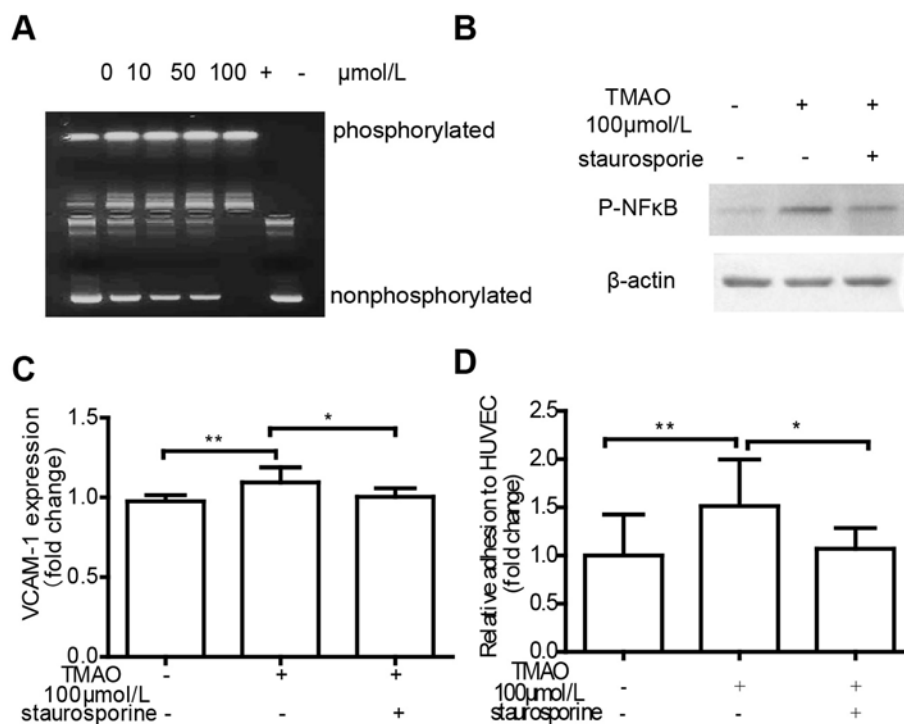 A
0 10 50 100 + - μmol/L
phosphorylated
nonphosphorylated
B
TMAO - + +
100μmol/L
staurosporie - - +
P-NFκB
β-actin
C
VCAM-1 expression
(fold change)
1.5
1.0
0.5
0.0
** *
TMAO - + +
100μmol/L
staurosporine - - +
D
Relative adhesion to HUVEC
(fold change)
2.5
2.0
1.5
1.0
0.5
0.0
** *
TMAO
100μmol/L - + +
staurosporine - - +